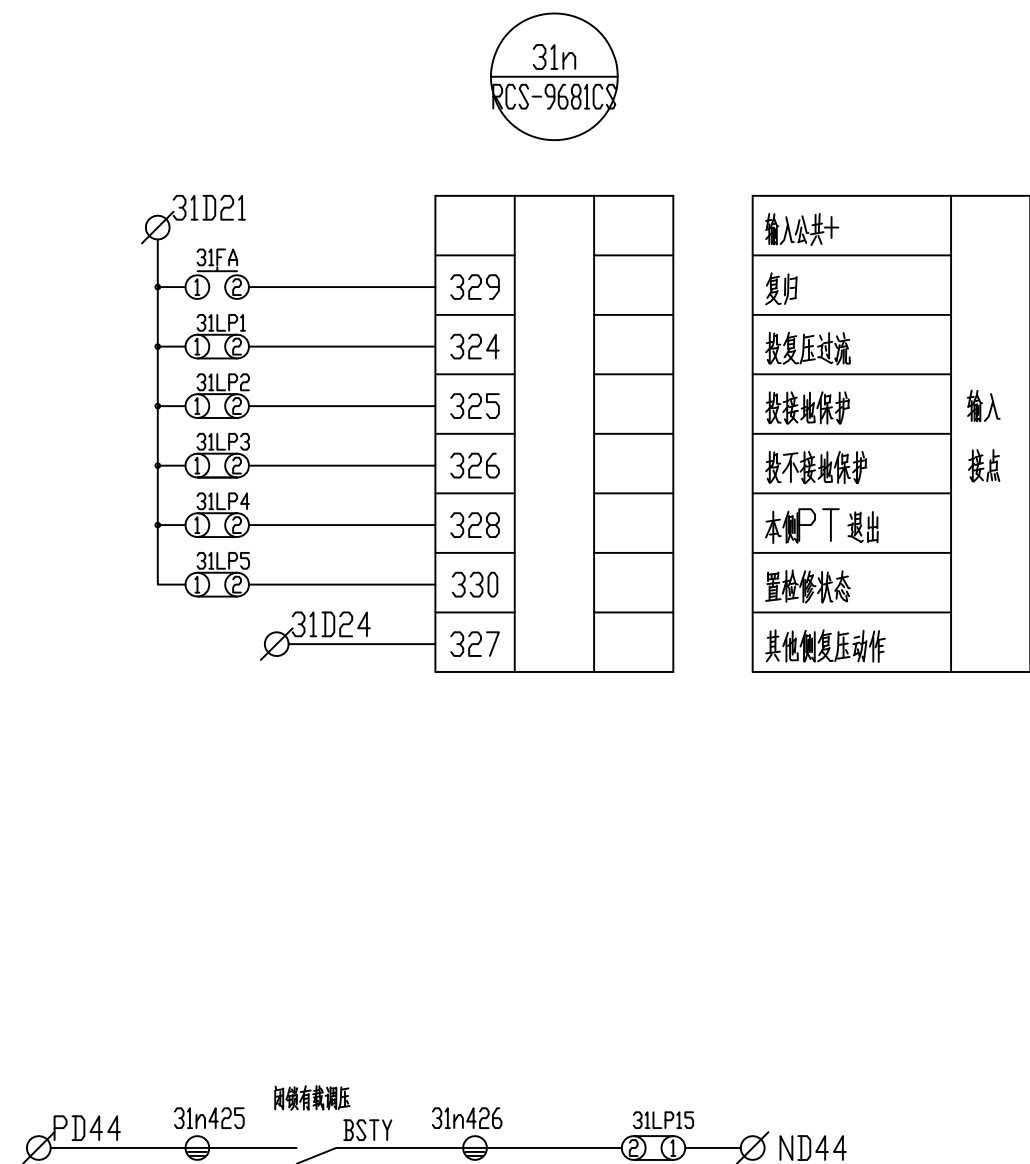 31n
RCS-9681CS
31D21
输入公共+
31FA
1 2 329 复归
31LP1
1 2 324 投复压过流
31LP2
1 2 325 投接地保护
输入
31LP3
1 2 326 投不接地保护
接点
31LP4
1 2 328 本侧PT退出
31LP5
1 2 330 置检修状态
31D24
327 其他侧复压动作
闭锁有载调压
PD44 31n425 BSTY 31n426 31LP15
2 1 ND44